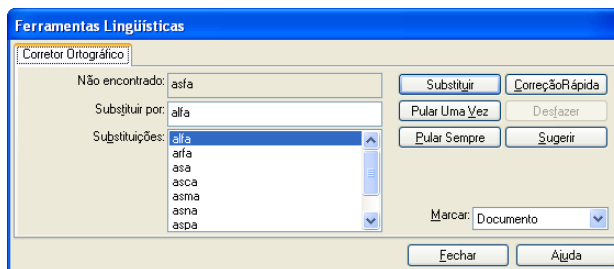 Ferramentas Lingüísticas
Corretor Ortográfico
Não encontrado: asfa
Substituir por: alfa
Substituições: alfa
arfa
asa
asca
asma
asna
aspa
Substituir CorreçãoRápida
Pular Uma Vez Desfazer
Pular Sempre Sugerir
Marcar: Documento
Fechar Ajuda